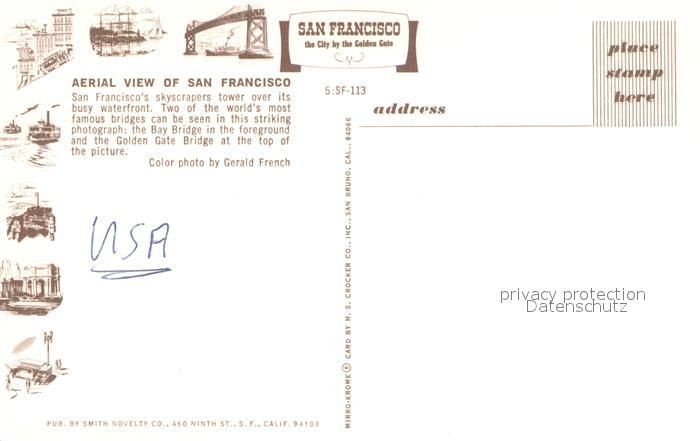 SAN FRANCISCO
the City by the Golden Gate
AERIAL VIEW OF SAN FRANCISCO
San Francisco's skyscrapers tower over its
busy waterfront. Two of the world's most
famous bridges can be seen in this striking
photograph: the Bay Bridge in the foreground
and the Golden Gate Bridge at the top of
the picture.
Color photo by Gerald French
5:SF-113
address
place
stamp
here
USA
MIRRO-KROME® CARD BY H. S. CROCKER CO., INC., SAN BRUNO, CAL., 94066
privacy protection
Datenschutz
PUB. BY SMITH NOVELTY CO., 460 NINTH ST., S. F., CALIF. 94103